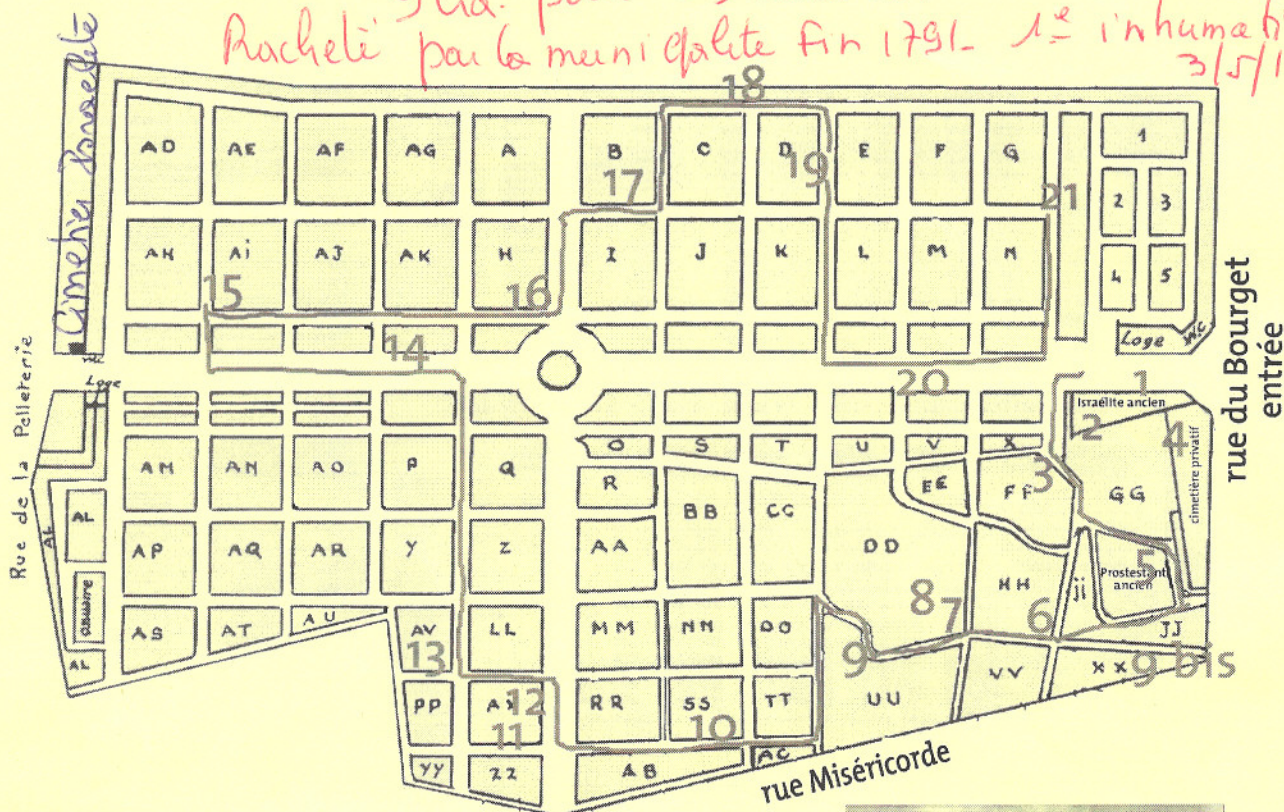 Racheté par la municipalite fin 1791- 1e inhumati
3/5/1
18
Cimetière Israélite
AD AE AF AG A B C D E F G 1
17 19 21
2 3
AH Ai AJ AK H I J K L M N
4 5
15 16
Loge W.C
14
rue du Bourget
entrée
Rue de la Pelleterie
Loge
20 1
Israélite ancien
2 4
O S T U V X
3
AM AN AO P Q R EE FF GG
cimetière privatif
AL AL BB CC
AP AQ AR Y Z AA DD HH ji
Prostestant
ancien
5
8 7 6
AS AT AU AV LL MM NN DO JJ
AL 13 9 XX 9 bis
PP AX 12 RR SS TT UU VV
11 10
YY ZZ AB AC
rue Miséricorde